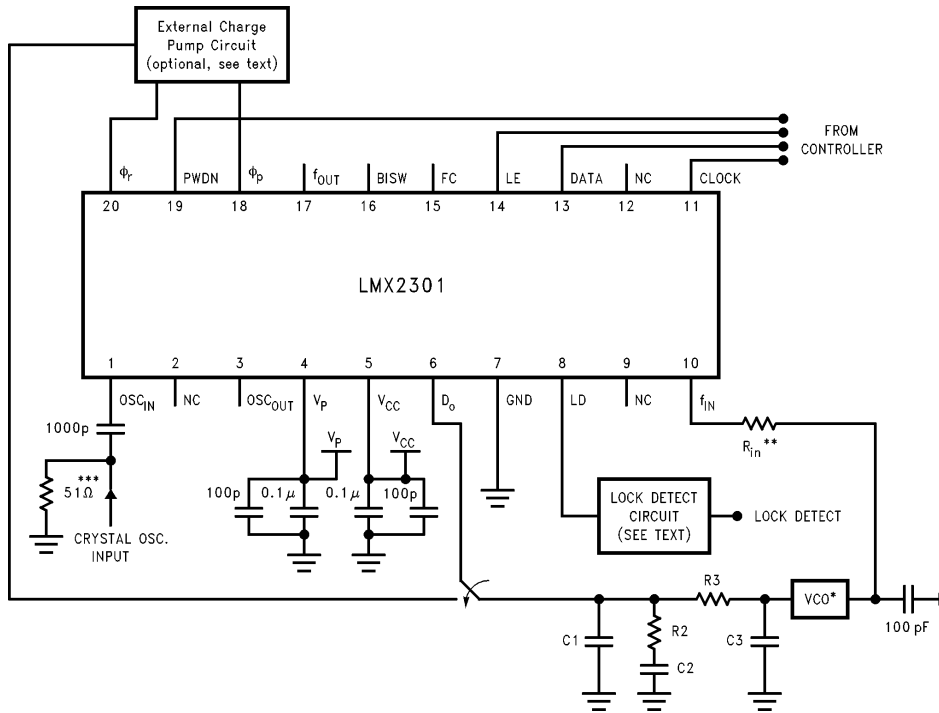 External Charge
Pump Circuit
(optional, see text)
FROM
CONTROLLER
ϕr
PWDN
ϕp
fOUT
BISW
FC
LE
DATA
NC
CLOCK
20
19
18
17
16
15
14
13
12
11
LMX2301
1
2
3
4
5
6
7
8
9
10
OSCIN
NC
OSCOUT
VP
VCC
Do
GND
LD
NC
fIN
1000p
51Ω ***
CRYSTAL OSC.
INPUT
VP
VCC
100p
0.1μ
0.1μ
100p
Rin**
LOCK DETECT
CIRCUIT
(SEE TEXT)
LOCK DETECT
R3
VCO*
100 pF
C1
R2
C2
C3